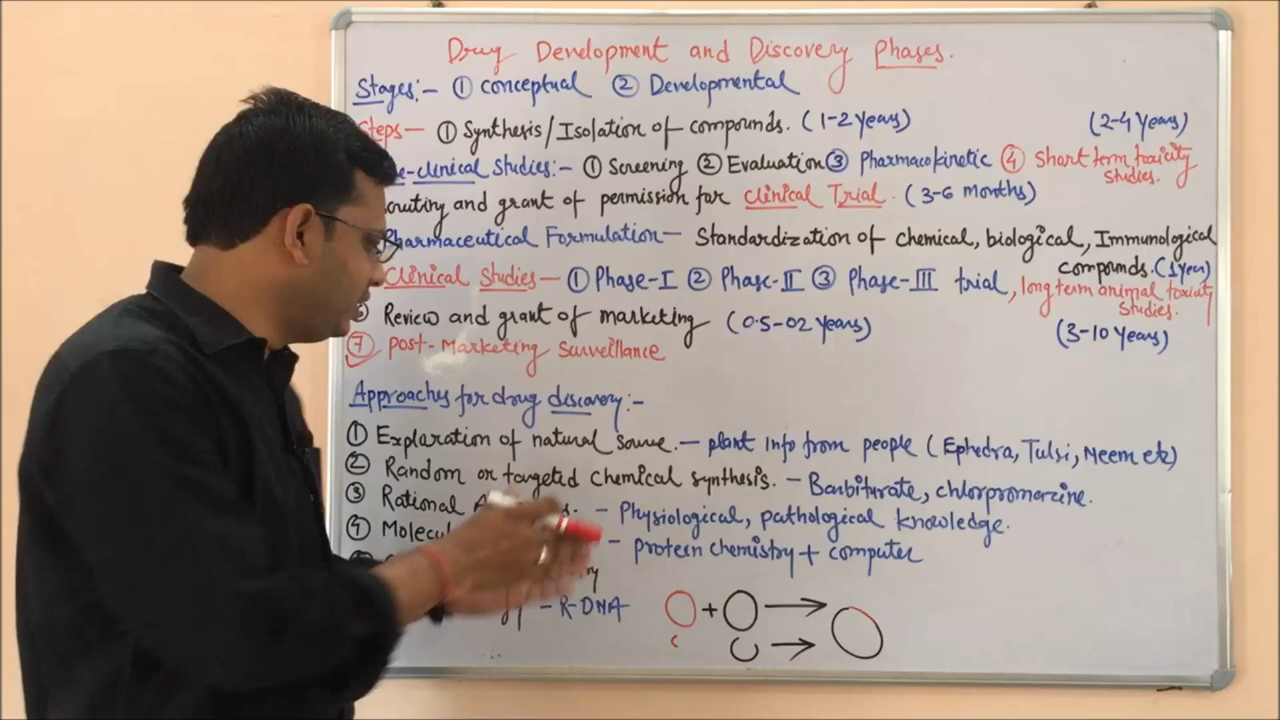 Drug Development and Discovery Phases.
Stages:- ① conceptual ② Developmental
Steps- ① Synthesis/Isolation of compounds. (1-2 years) (2-4 years)
-clinical studies:- ① Screening ② Evaluation ③ Pharmacokinetic ④ Short term toxicity studies.
and grant of permission for Clinical Trial. (3-6 months)
Pharmaceutical Formulation- Standardization of chemical, biological, Immunological compounds. (1 year)
Clinical Studies- ① Phase-I ② Phase-II ③ Phase-III trial, long term animal toxicity studies. (3-10 years)
Review and grant of marketing (0.5-02 years)
⑦ Post-Marketing Surveillance
Approaches for drug discovery:-
① Exploration of natural source. - plant Info from people (Ephedra, Tulsi, Neem etc)
② Random or targeted chemical synthesis. - Barbiturate, chlorpromazine.
③ Rational - Physiological, pathological knowledge.
④ - protein chemistry + computer
- R-DNA